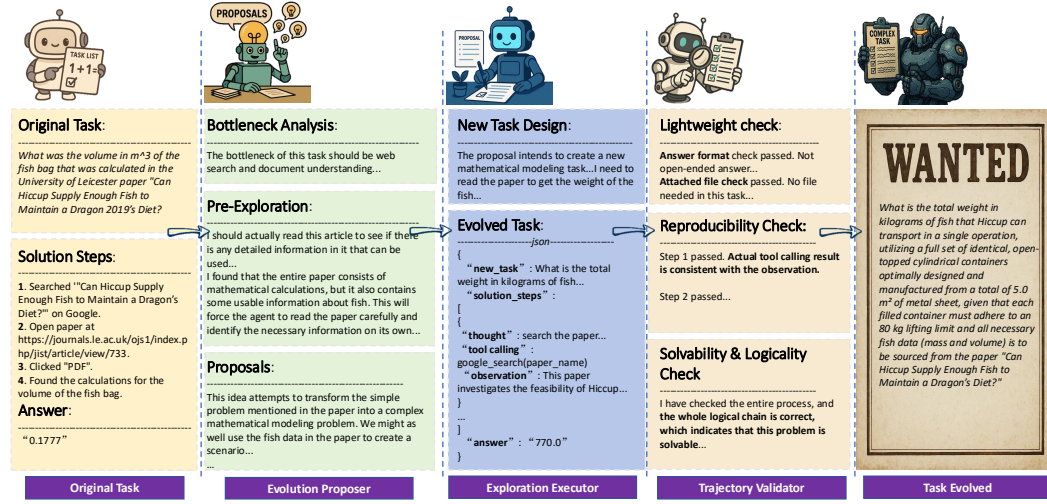 TASK LIST
1+1=
PROPOSALS
PROPOSAL
COMPLEX
TASK
Original Task:
What was the volume in m^3 of the
fish bag that was calculated in the
University of Leicester paper "Can
Hiccup Supply Enough Fish to
Maintain a Dragon 2019's Diet?
Solution Steps:
1. Searched '"Can Hiccup Supply
Enough Fish to Maintain a Dragon's
Diet?"' on Google.
2. Open paper at
https://journals.le.ac.uk/ojs1/index.p
hp/jist/article/view/733.
3. Clicked "PDF".
4. Found the calculations for the
volume of the fish bag.
Answer:
“0.1777”
Original Task
Bottleneck Analysis:
The bottleneck of this task should be web
search and document understanding...
Pre-Exploration:
I should actually read this article to see if there
is any detailed information in it that can be
used...
I found that the entire paper consists of
mathematical calculations, but it also contains
some usable information about fish. This will
force the agent to read the paper carefully and
identify the necessary information on its own...
Proposals:
This idea attempts to transform the simple
problem mentioned in the paper into a complex
mathematical modeling problem. We might as
well use the fish data in the paper to create a
scenario...
...
Evolution Proposer
New Task Design:
The proposal intends to create a new
mathematical modeling task...I need to
read the paper to get the weight of the
fish...
Evolved Task:
json
{
“new_task”: What is the total
weight in kilograms of fish...
“solution_steps”:
[
{
“thought”: search the paper...
“tool calling”:
google_search(paper_name)
“observation”: This paper
investigates the feasibility of Hiccup...
}
...
]
“answer”: “770.0”
}
Exploration Executor
Lightweight check:
Answer format check passed. Not
open-ended answer...
Attached file check passed. No file
needed in this task...
Reproducibility Check:
Step 1 passed. Actual tool calling result
is consistent with the observation.
Step 2 passed...
Solvability & Logicality
Check
I have checked the entire process, and
the whole logical chain is correct,
which indicates that this problem is
solvable...
Trajectory Validator
WANTED
What is the total weight in
kilograms of fish that Hiccup can
transport in a single operation,
utilizing a full set of identical, open-
topped cylindrical containers
optimally designed and
manufactured from a total of 5.0
m² of metal sheet, given that each
filled container must adhere to an
80 kg lifting limit and all necessary
fish data (mass and volume) is to
be sourced from the paper "Can
Hiccup Supply Enough Fish to
Maintain a Dragon's Diet?"
Task Evolved